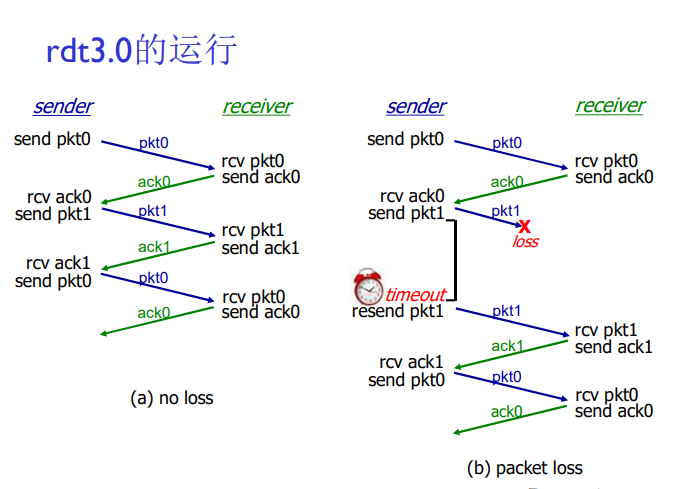 rdt3.0的运行
sender
receiver
send pkt0
pkt0
rcv pkt0
send ack0
ack0
rcv ack0
send pkt1
pkt1
rcv pkt1
send ack1
ack1
rcv ack1
send pkt0
pkt0
rcv pkt0
send ack0
ack0
(a) no loss
sender
receiver
send pkt0
pkt0
rcv pkt0
send ack0
ack0
rcv ack0
send pkt1
pkt1
X
loss
timeout
resend pkt1
pkt1
rcv pkt1
send ack1
ack1
rcv ack1
send pkt0
pkt0
rcv pkt0
send ack0
ack0
(b) packet loss